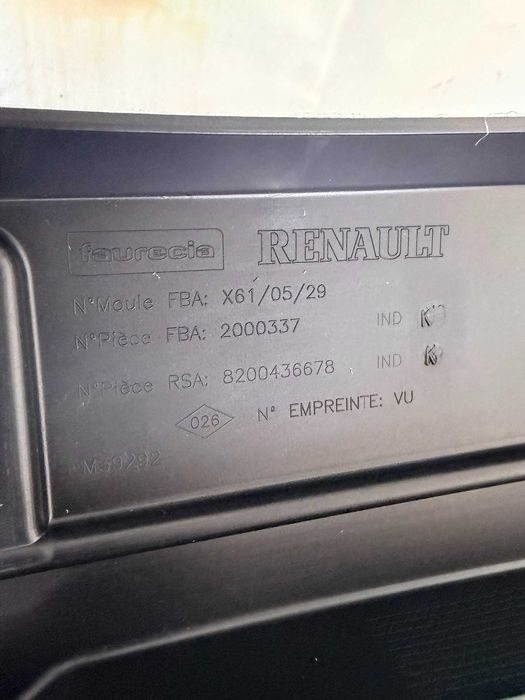 faurecia RENAULT
N°Moule FBA: X61/05/29
N°Pièce FBA: 2000337 IND K
N°Pièce RSA: 8200436678 IND K
026 N° EMPREINTE: VU
M39292